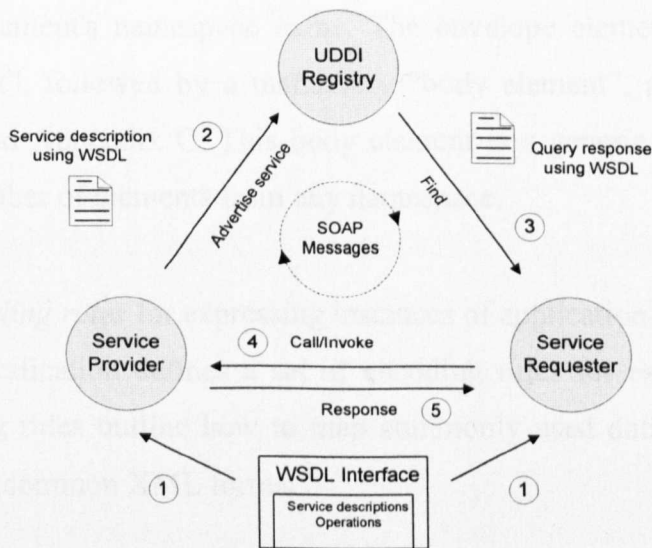 UDDI
Registry
Service description
using WSDL
2
Advertise service
Find
Query response
using WSDL
SOAP
Messages
3
Service
Provider
4
Call/Invoke
Response
5
Service
Requester
1
WSDL Interface
Service descriptions
Operations
1